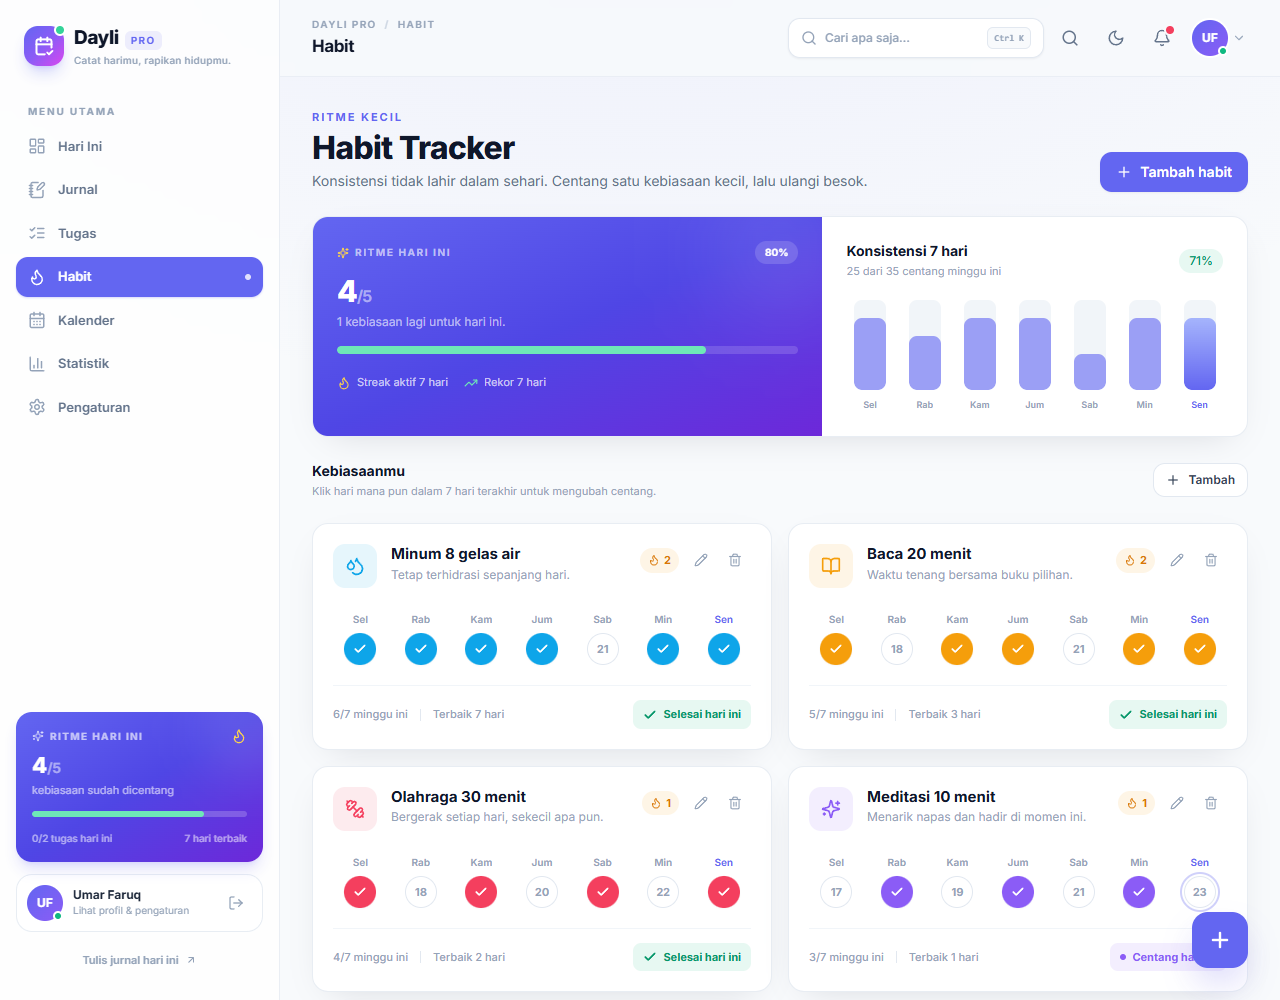 Dayli PRO
Catat harimu, rapikan hidupmu.
MENU UTAMA
Hari Ini
Jurnal
Tugas
Habit
Kalender
Statistik
Pengaturan
RITME HARI INI
4/5
kebiasaan sudah dicentang
0/2 tugas hari ini 7 hari terbaik
UF
Umar Faruq
Lihat profil & pengaturan
Tulis jurnal hari ini
DAYLI PRO / HABIT
Habit
Cari apa saja...
Ctrl K
UF
RITME KECIL
Habit Tracker
Konsistensi tidak lahir dalam sehari. Centang satu kebiasaan kecil, lalu ulangi besok.
Tambah habit
RITME HARI INI
80%
4/5
1 kebiasaan lagi untuk hari ini.
Streak aktif 7 hari Rekor 7 hari
Konsistensi 7 hari
25 dari 35 centang minggu ini
71%
Sel Rab Kam Jum Sab Min Sen
Kebiasaanmu
Klik hari mana pun dalam 7 hari terakhir untuk mengubah centang.
Tambah
Minum 8 gelas air
Tetap terhidrasi sepanjang hari.
2
Sel Rab Kam Jum Sab Min Sen
21
6/7 minggu ini Terbaik 7 hari
Selesai hari ini
Baca 20 menit
Waktu tenang bersama buku pilihan.
2
Sel Rab Kam Jum Sab Min Sen
18 21
5/7 minggu ini Terbaik 3 hari
Selesai hari ini
Olahraga 30 menit
Bergerak setiap hari, sekecil apa pun.
1
Sel Rab Kam Jum Sab Min Sen
18 20 22
4/7 minggu ini Terbaik 2 hari
Selesai hari ini
Meditasi 10 menit
Menarik napas dan hadir di momen ini.
1
Sel Rab Kam Jum Sab Min Sen
17 19 21 23
3/7 minggu ini Terbaik 1 hari
Centang